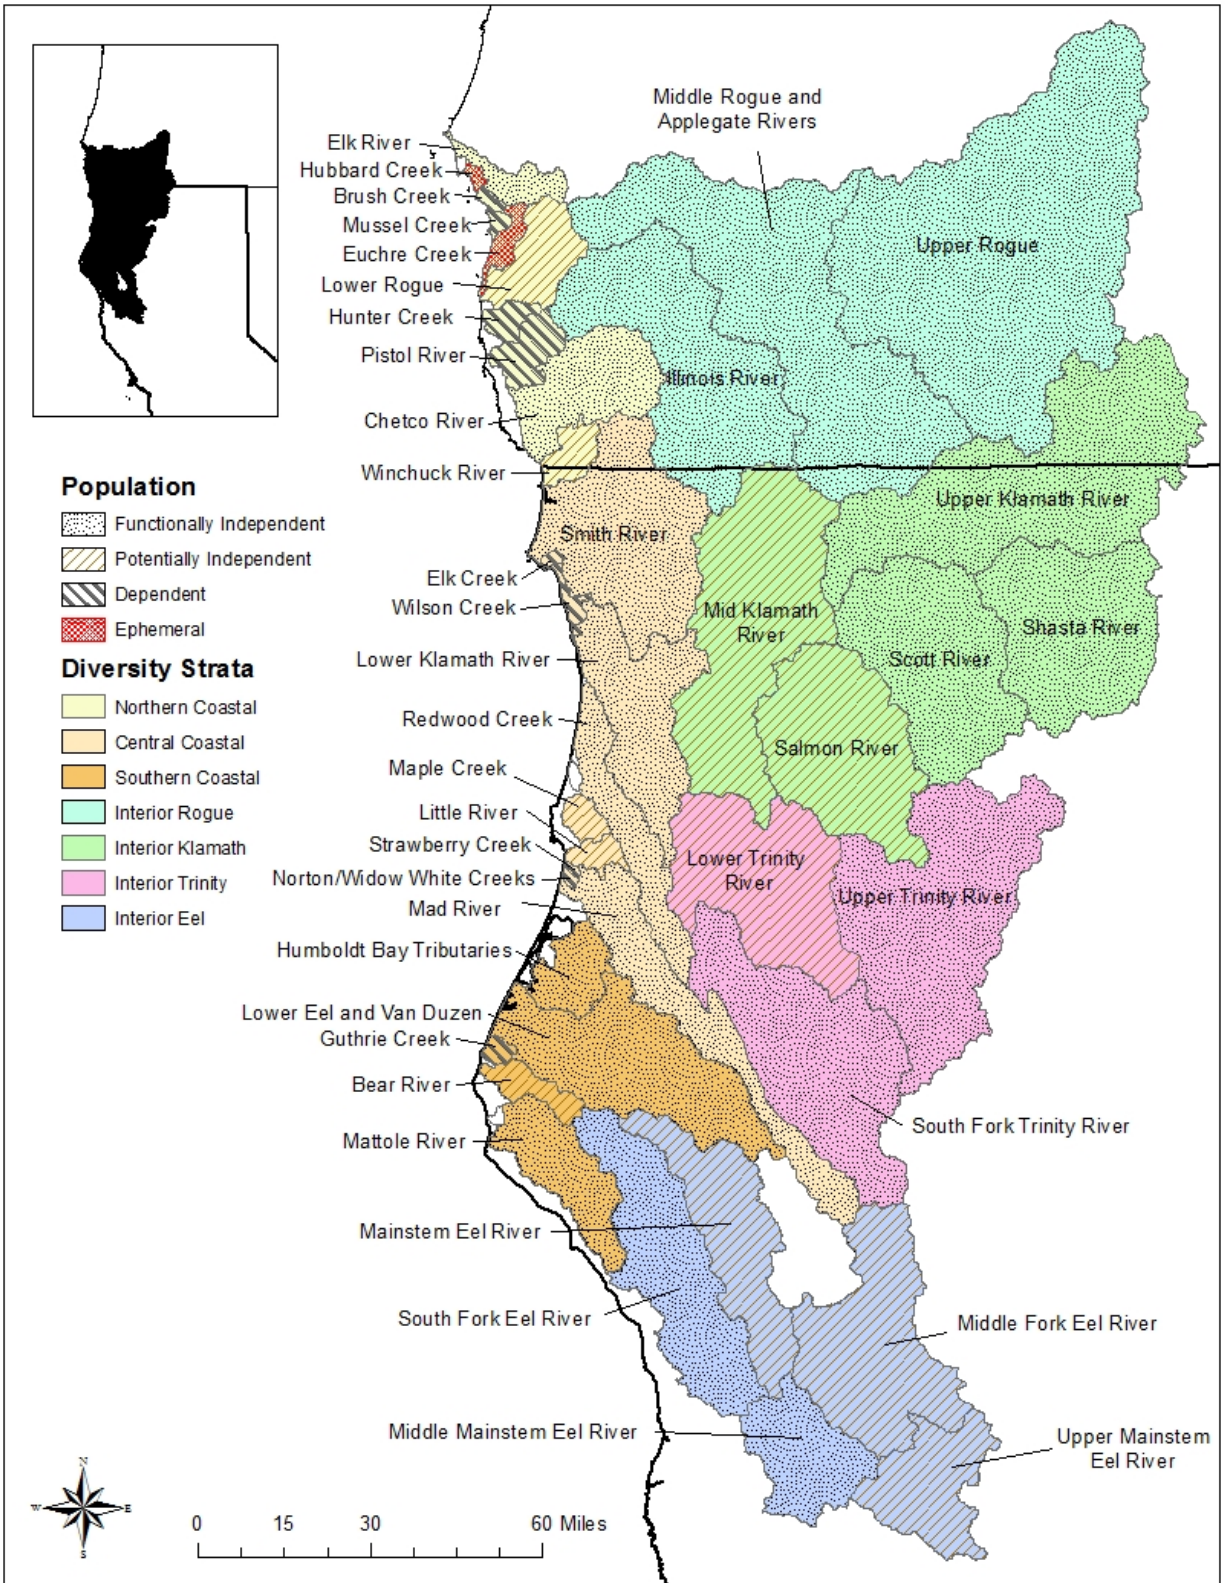 Middle Rogue and
Applegate Rivers
Elk River
Hubbard Creek
Brush Creek
Mussel Creek
Euchre Creek
Lower Rogue
Hunter Creek
Pistol River
Chetco River
Winchuck River
Upper Rogue
Illinois River
Upper Klamath River
Smith River
Elk Creek
Wilson Creek
Mid Klamath
River
Shasta River
Scott River
Lower Klamath River
Redwood Creek
Salmon River
Maple Creek
Little River
Strawberry Creek
Norton/Widow White Creeks
Mad River
Lower Trinity
River
Upper Trinity River
Humboldt Bay Tributaries
Lower Eel and Van Duzen
Guthrie Creek
Bear River
Mattole River
South Fork Trinity River
Mainstem Eel River
South Fork Eel River
Middle Fork Eel River
Middle Mainstem Eel River
Upper Mainstem
Eel River
Population
Functionally Independent
Potentially Independent
Dependent
Ephemeral
Diversity Strata
Northern Coastal
Central Coastal
Southern Coastal
Interior Rogue
Interior Klamath
Interior Trinity
Interior Eel
N
W E
S
0 15 30 60 Miles